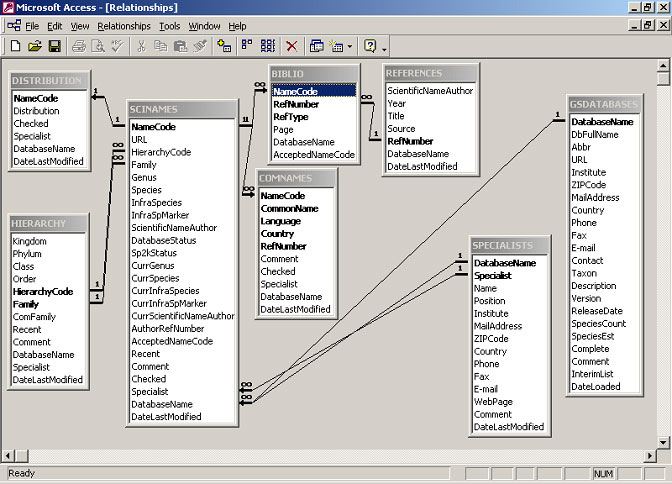 Microsoft Access - [Relationships]
File Edit View Relationships Tools Window Help
DISTRIBUTION
NameCode
Distribution
Checked
Specialist
DatabaseName
DateLastModified
HIERARCHY
Kingdom
Phylum
Class
Order
HierarchyCode
Family
ComFamily
Recent
Comment
DatabaseName
Specialist
DateLastModified
SCINAMES
NameCode
URL
HierarchyCode
Family
Genus
Species
InfraSpecies
InfraSpMarker
ScientificNameAuthor
DatabaseStatus
Sp2kStatus
CurrGenus
CurrSpecies
CurrInfraSpecies
CurrInfraSpMarker
CurrScientificNameAuthor
AuthorRefNumber
AcceptedNameCode
Recent
Comment
Checked
Specialist
DatabaseName
DateLastModified
BIBLIO
NameCode
RefNumber
RefType
Page
DatabaseName
AcceptedNameCode
COMNAMES
NameCode
CommonName
Language
Country
RefNumber
Comment
Checked
Specialist
DatabaseName
DateLastModified
REFERENCES
ScientificNameAuthor
Year
Title
Source
RefNumber
DatabaseName
DateLastModified
SPECIALISTS
DatabaseName
Specialist
Name
Position
Institute
MailAddress
ZIPCode
Country
Phone
Fax
E-mail
WebPage
Comment
DateLastModified
GSDATABASES
DatabaseName
DbFullName
Abbr
URL
Institute
ZIPCode
MailAddress
Country
Phone
Fax
E-mail
Contact
Taxon
Description
Version
ReleaseDate
SpeciesCount
SpeciesEst
Complete
Comment
InterimList
DateLoaded
Ready
NUM